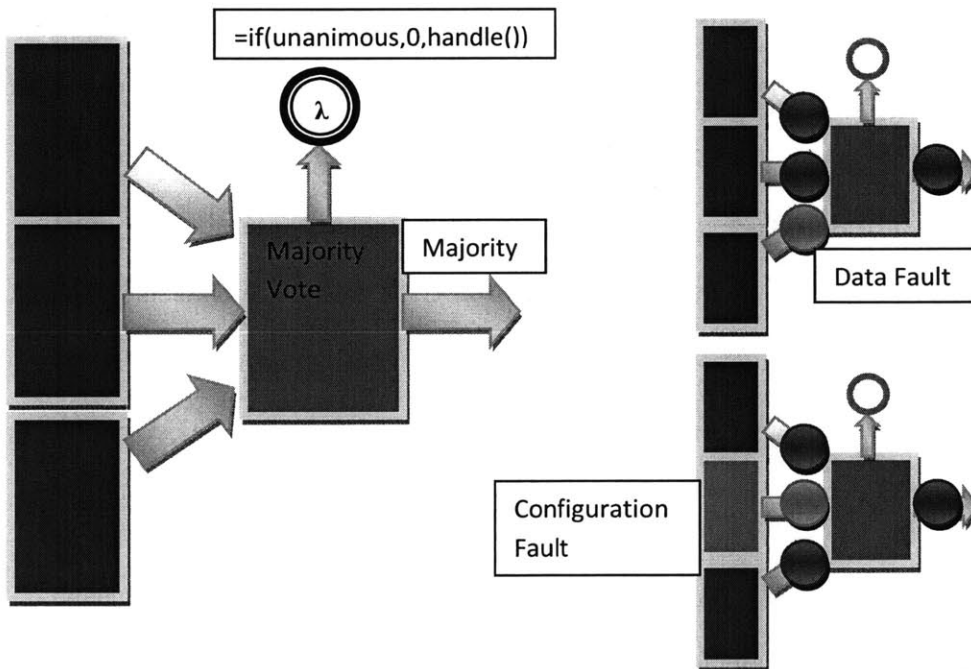 =if(unanimous,0,handle())
λ
Majority
Vote
Majority
Data Fault
Configuration
Fault